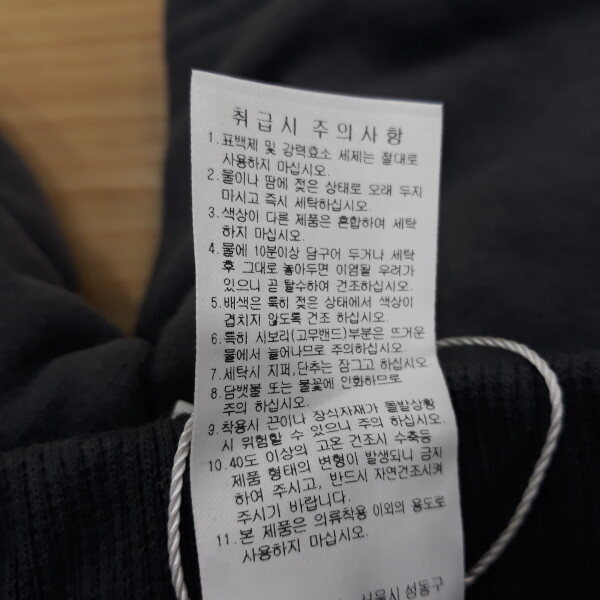 취급시 주의사항
1. 표백제 및 강력효소 세제는 절대로
사용하지 마십시오.
2. 물이나 땀에 젖은 상태로 오래 두지
마시고 즉시 세탁하십시오.
3. 색상이 다른 제품은 혼합하여 세탁
하지 마십시오.
4. 물에 10분이상 담구어 두거나 세탁
후 그대로 놓아두면 이염될 우려가
있으니 곧 탈수하여 건조하십시오.
5. 배색은 특히 젖은 상태에서 색상이
겹치지 않도록 건조 하십시오.
6. 특히 시보리(고무밴드)부분은 뜨거운
물에서 늘어나므로 주의하십시오.
7. 세탁시 지퍼,단추는 잠그고 하십시오.
8. 담뱃불 또는 불꽃에 인화하므로
주의 하십시오.
9. 착용시 끈이나 장식자재가 돌발상황
시 위험할 수 있으니 주의 하십시오
10. 40도 이상의 고온 건조시 수축등
제품 형태의 변형이 발생되니 금지
하여 주시고, 반드시 자연건조시켜
주시기 바랍니다.
11. 본 제품은 의류착용 이외의 용도로
사용하지 마십시오.
서울시 성동구